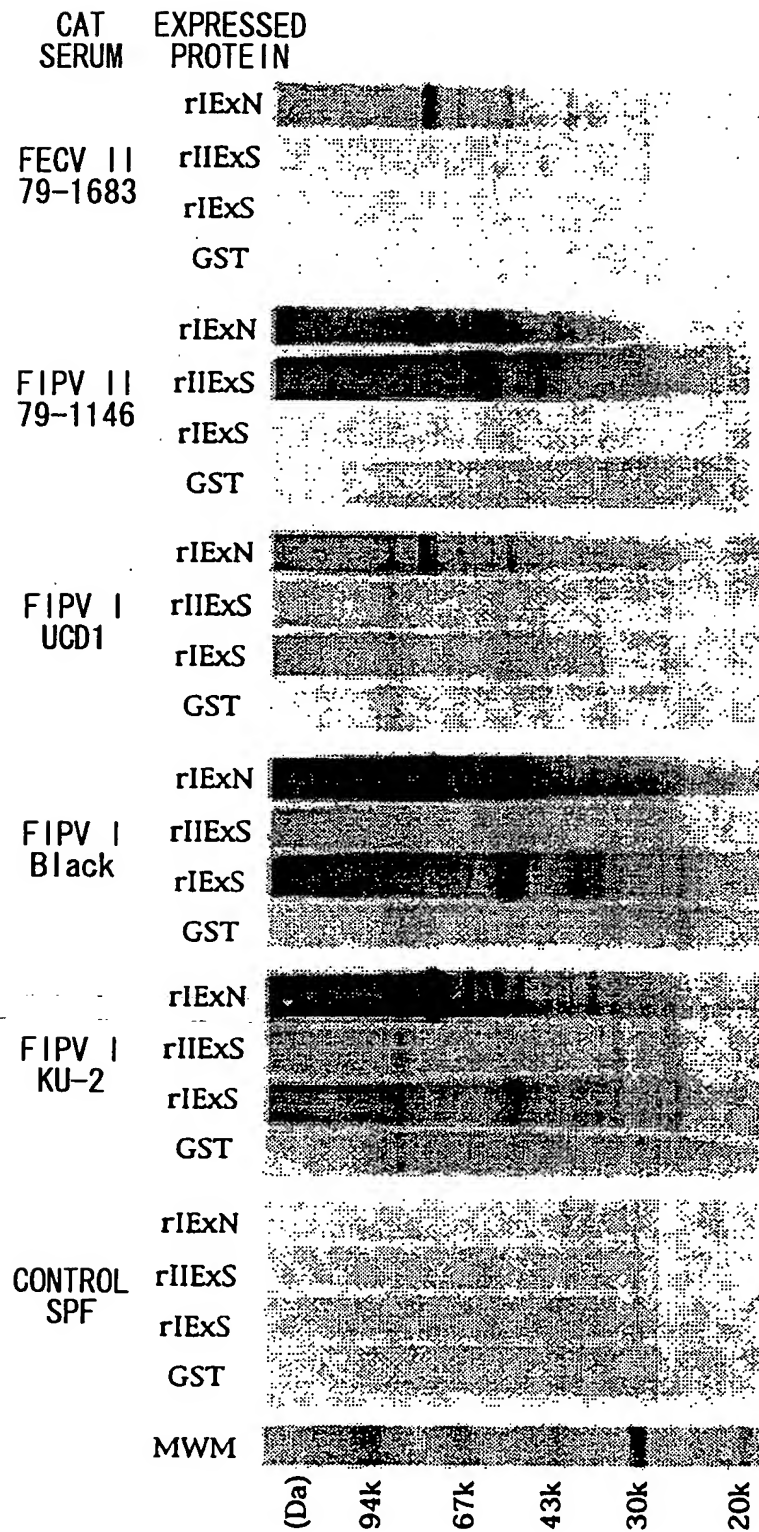 CAT EXPRESSED
SERUM PROTEIN
rIExN
FECV II rIIExS
79-1683
rIExS
GST
rIExN
FIPV II rIIExS
79-1146
rIExS
GST
rIExN
FIPV I rIIExS
UCD1
rIExS
GST
rIExN
FIPV I rIIExS
Black
rIExS
GST
rIExN
FIPV I rIIExS
KU-2
rIExS
GST
rIExN
CONTROL rIIExS
SPF
rIExS
GST
MWM
(Da) 94k 67k 43k 30k 20k